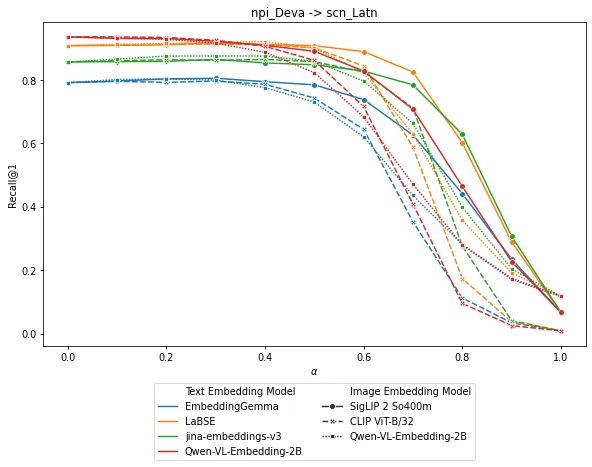 npi_Deva -> scn_Latn
Recall@1
0.8
0.6
0.4
0.2
0.0
0.0 0.2 0.4 0.6 0.8 1.0
α
Text Embedding Model
EmbeddingGemma
LaBSE
jina-embeddings-v3
Qwen-VL-Embedding-2B
Image Embedding Model
SigLIP 2 So400m
CLIP ViT-B/32
Qwen-VL-Embedding-2B